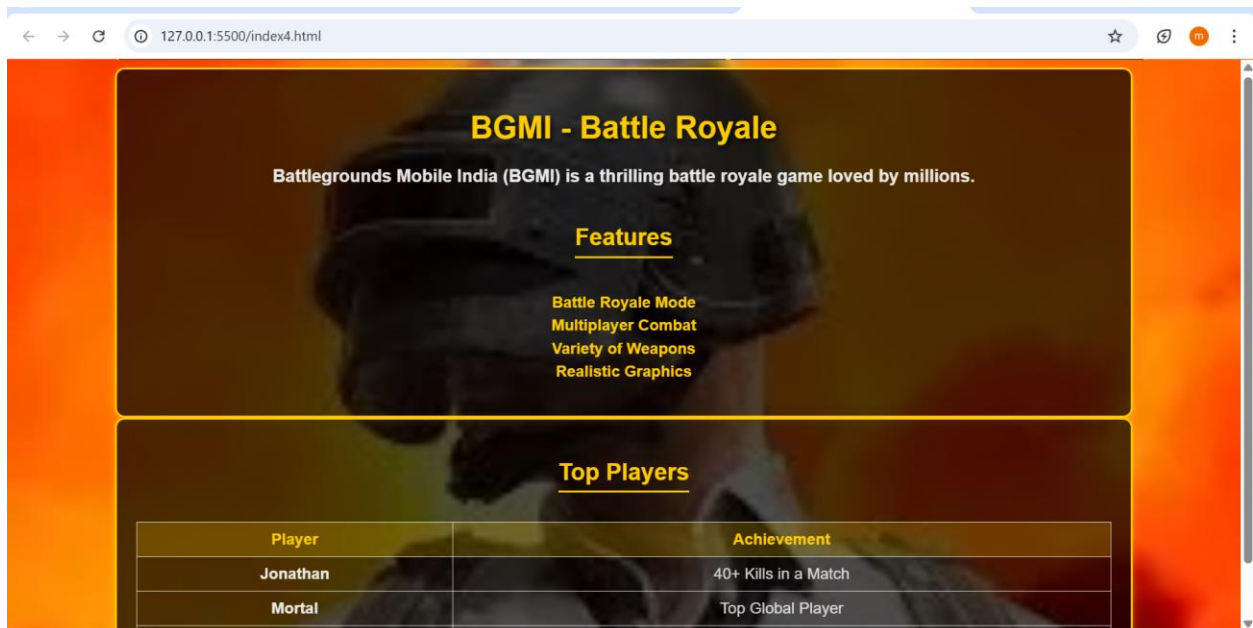 127.0.0.1:5500/index4.html
m
BGMI - Battle Royale
Battlegrounds Mobile India (BGMI) is a thrilling battle royale game loved by millions.
Features
Battle Royale Mode
Multiplayer Combat
Variety of Weapons
Realistic Graphics
Top Players
Player Achievement
Jonathan 40+ Kills in a Match
Mortal Top Global Player